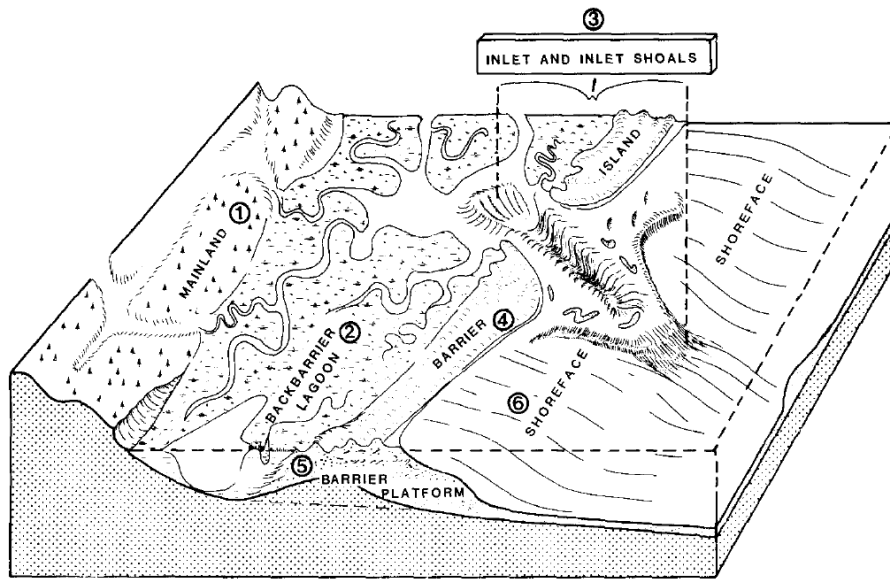 ③
INLET AND INLET SHOALS
ISLAND
SHOREFACE
①
MAINLAND
②
BACKBARRIER
LAGOON
BARRIER ④
⑥
SHOREFACE
⑤
BARRIER
PLATFORM